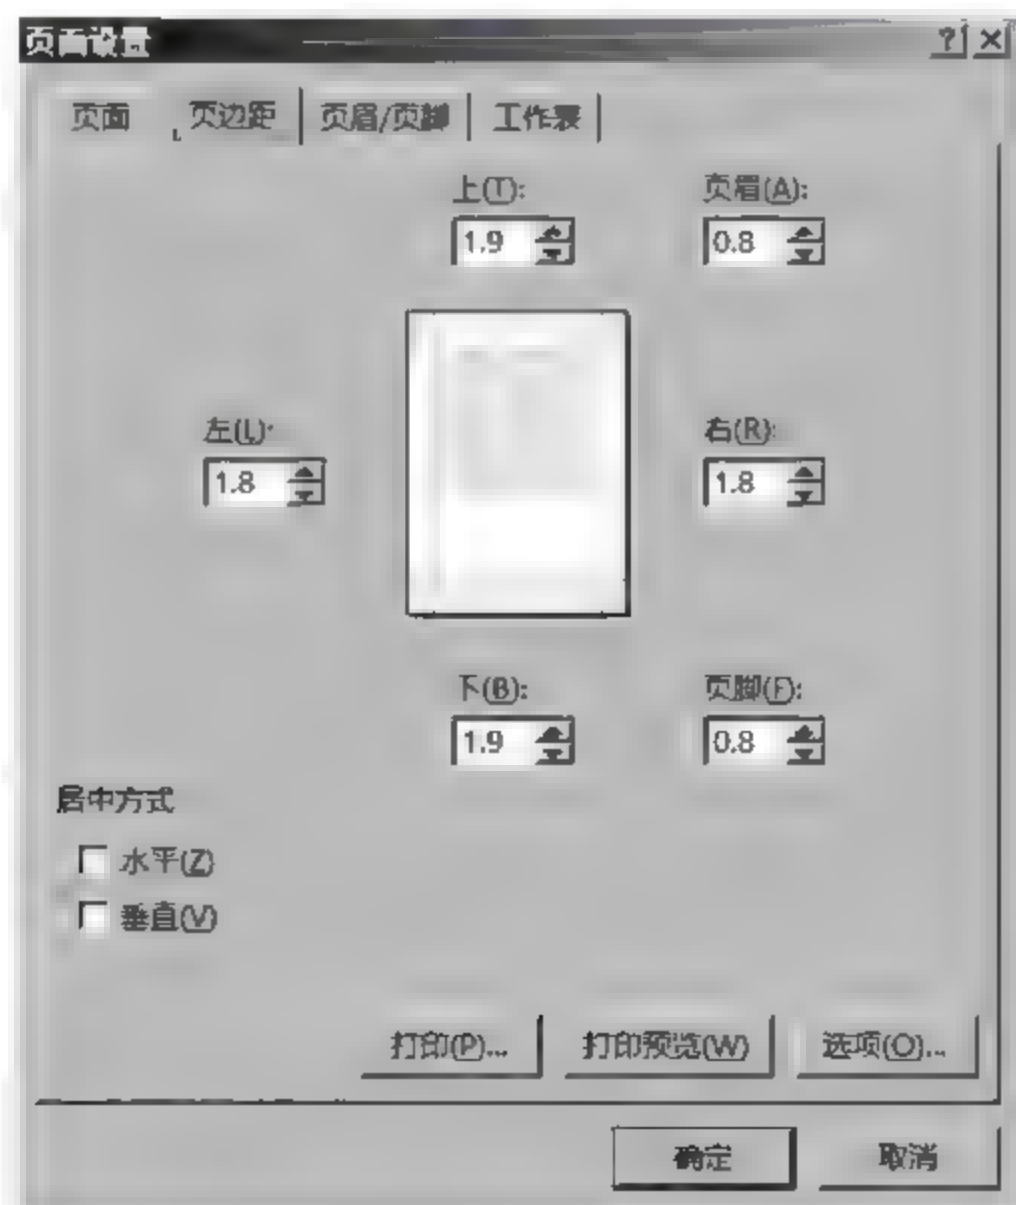 页面设置 ? ×
页面 页边距 页眉/页脚 工作表
上(T): 页眉(A):
1.9 0.8
左(L): 右(R):
1.8 1.8
下(B): 页脚(F):
1.9 0.8
居中方式
水平(Z)
垂直(V)
打印(P)... 打印预览(W) 选项(O)...
确定 取消